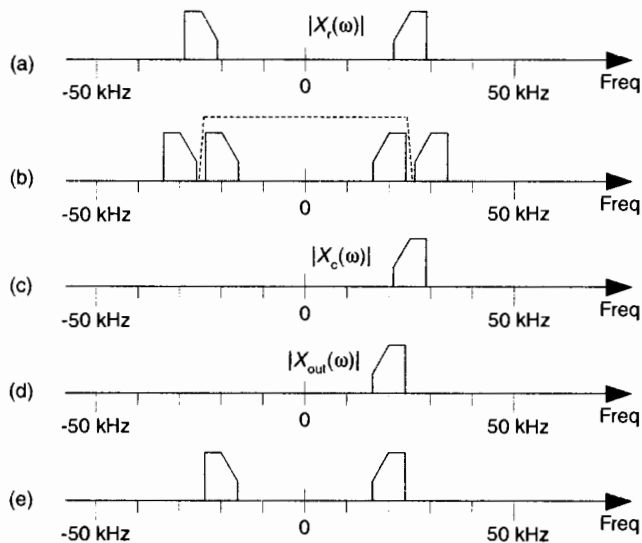 |Xr(ω)|
(a)
-50 kHz 0 50 kHz Freq
(b)
-50 kHz 0 50 kHz Freq
|Xc(ω)|
(c)
-50 kHz 0 50 kHz Freq
|Xout(ω)|
(d)
-50 kHz 0 50 kHz Freq
(e)
-50 kHz 0 50 kHz Freq